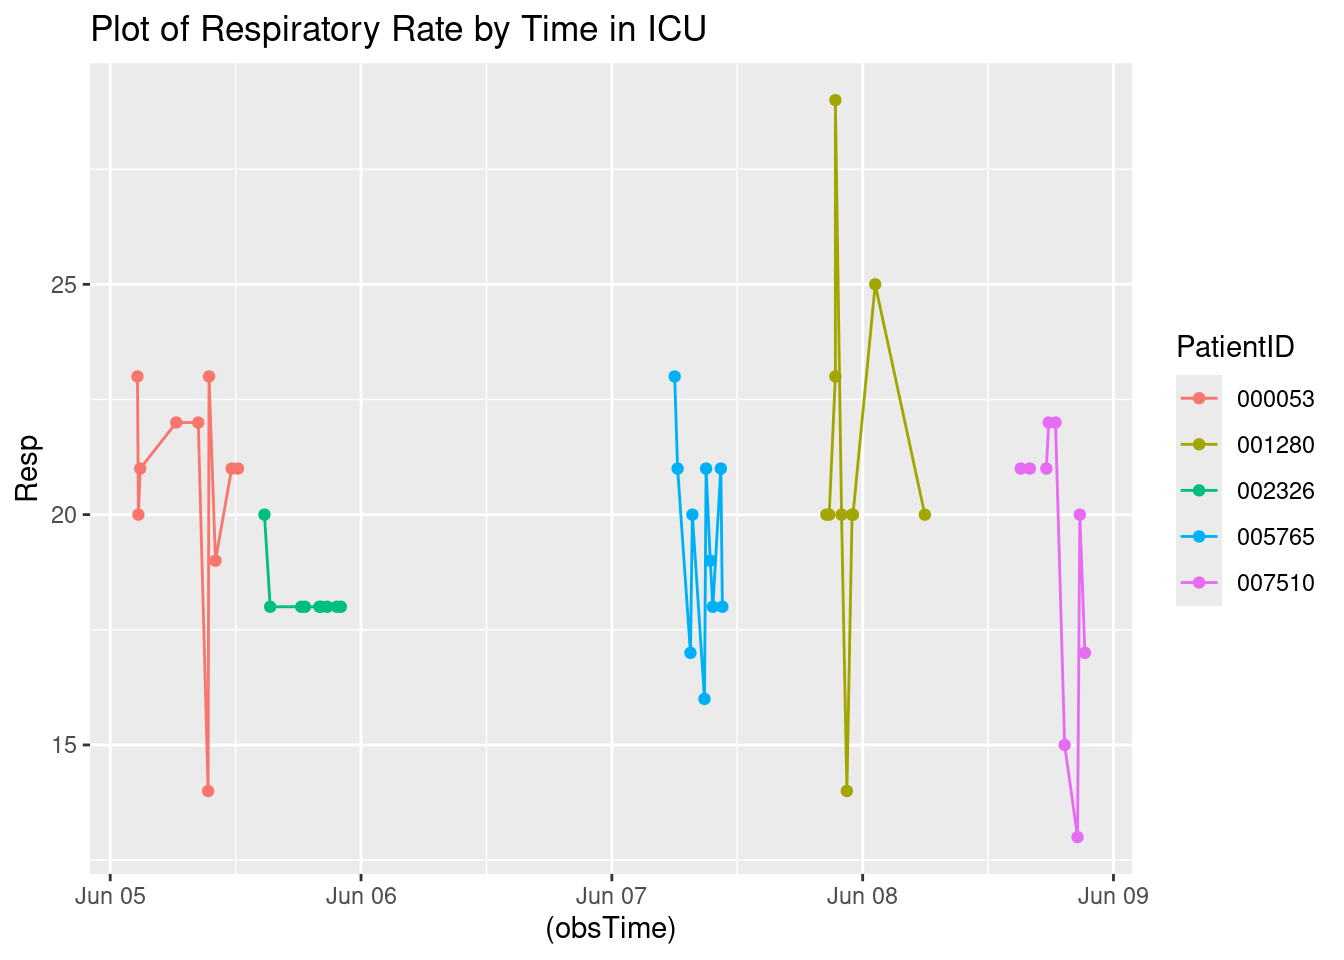 Plot of Respiratory Rate by Time in ICU
Resp
25
20
15
Jun 05
Jun 06
Jun 07
Jun 08
Jun 09
(obsTime)
PatientID
000053
001280
002326
005765
007510